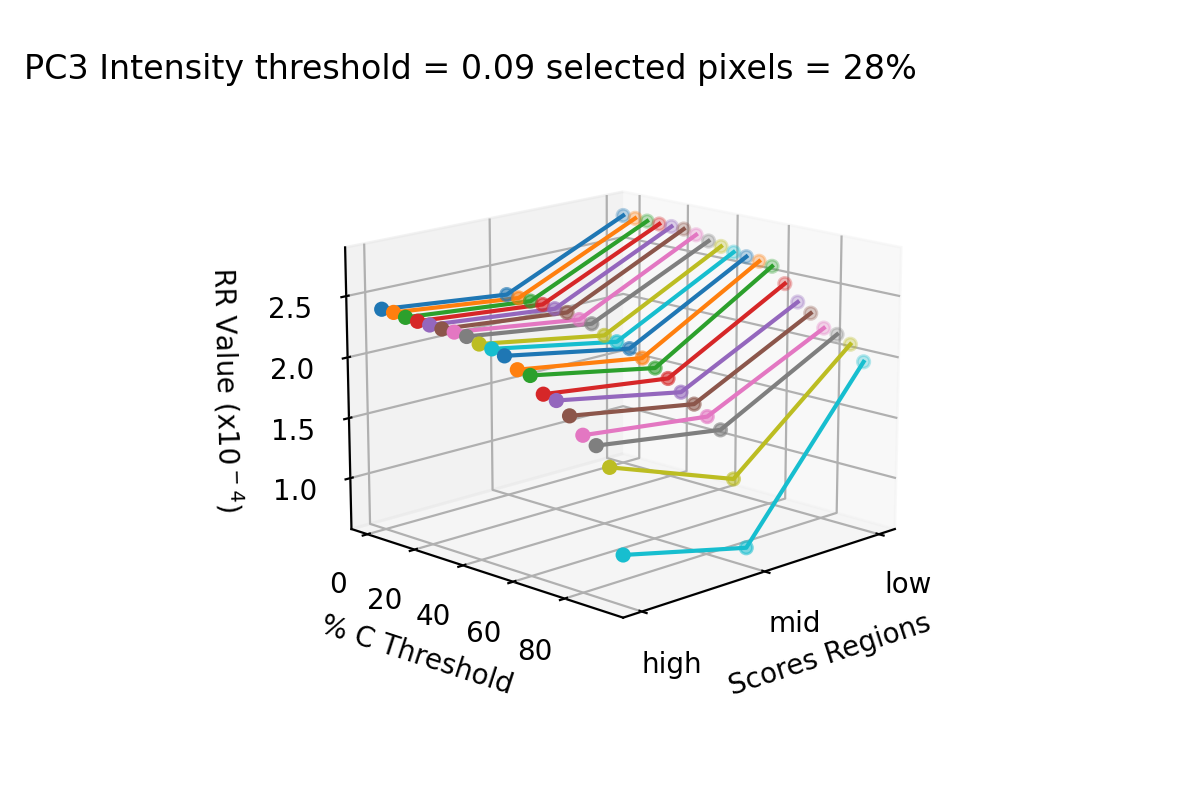 PC3 Intensity threshold = 0.09 selected pixels = 28%
RR Value (x10⁻⁴)
2.5
2.0
1.5
1.0
0
20
40
60
80
% C Threshold
high
mid
low
Scores Regions